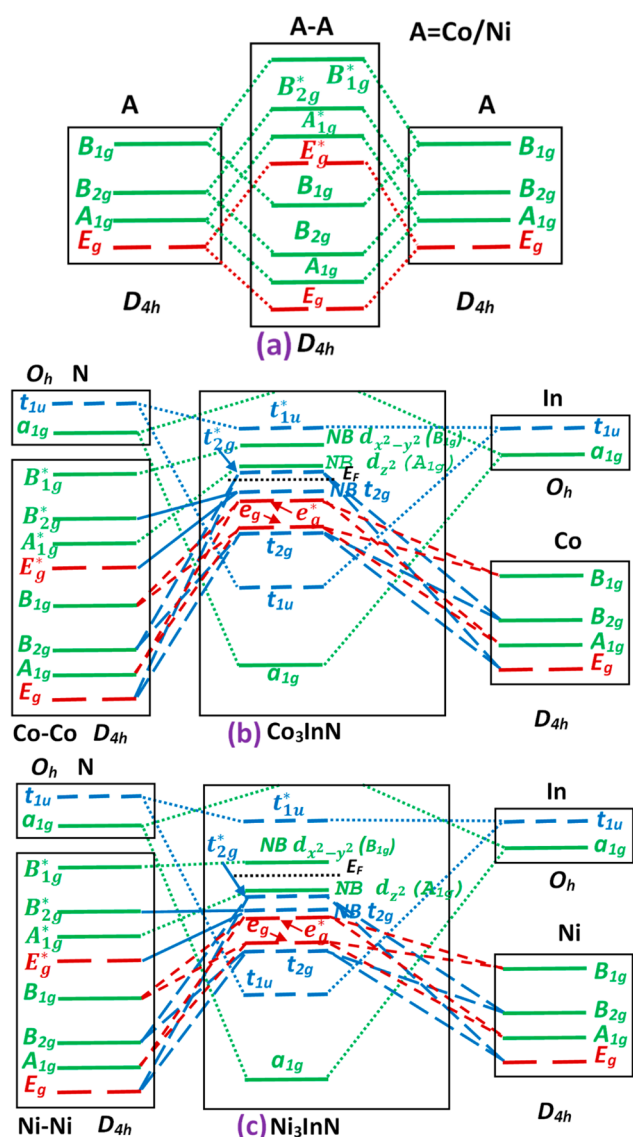 A-A
A=Co/Ni
A
A
B*1g
B*2g
A*1g
E*g
B1g
B1g
B1g
B2g
B2g
A1g
A1g
B2g
Eg
Eg
A1g
Eg
D4h
D4h
(a) D4h
Oh N
In
t1u
t*1u
t1u
a1g
a1g
t*2g
NB dx²−y² (B1g)
NB dz² (A1g)
Oh
B*1g
EF
B*2g
NB t2g
A*1g
eg
e*g
Co
E*g
t2g
B1g
B1g
t1u
B2g
B2g
A1g
A1g
a1g
Eg
Eg
Co-Co D4h
(b) Co3InN
D4h
Oh N
In
t1u
t*1u
t1u
a1g
a1g
t*2g
NB dx²−y² (B1g)
EF
Oh
B*1g
NB dz² (A1g)
B*2g
NB t2g
A*1g
eg
e*g
Ni
E*g
t2g
B1g
B1g
t1u
B2g
B2g
A1g
A1g
a1g
Eg
Eg
Ni-Ni D4h
(c) Ni3InN
D4h